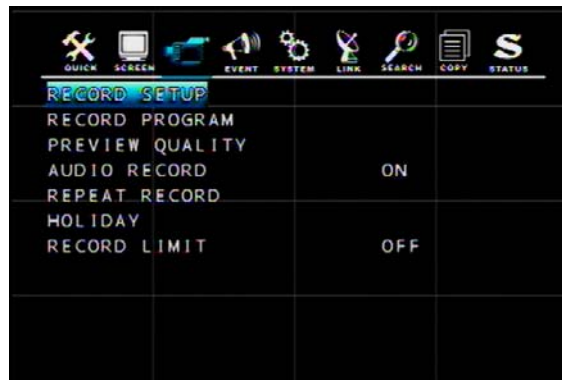 QUICK SCREEN EVENT SYSTEM LINK SEARCH COPY STATUS
RECORD SETUP
RECORD PROGRAM
PREVIEW QUALITY
AUDIO RECORD ON
REPEAT RECORD
HOLIDAY
RECORD LIMIT OFF